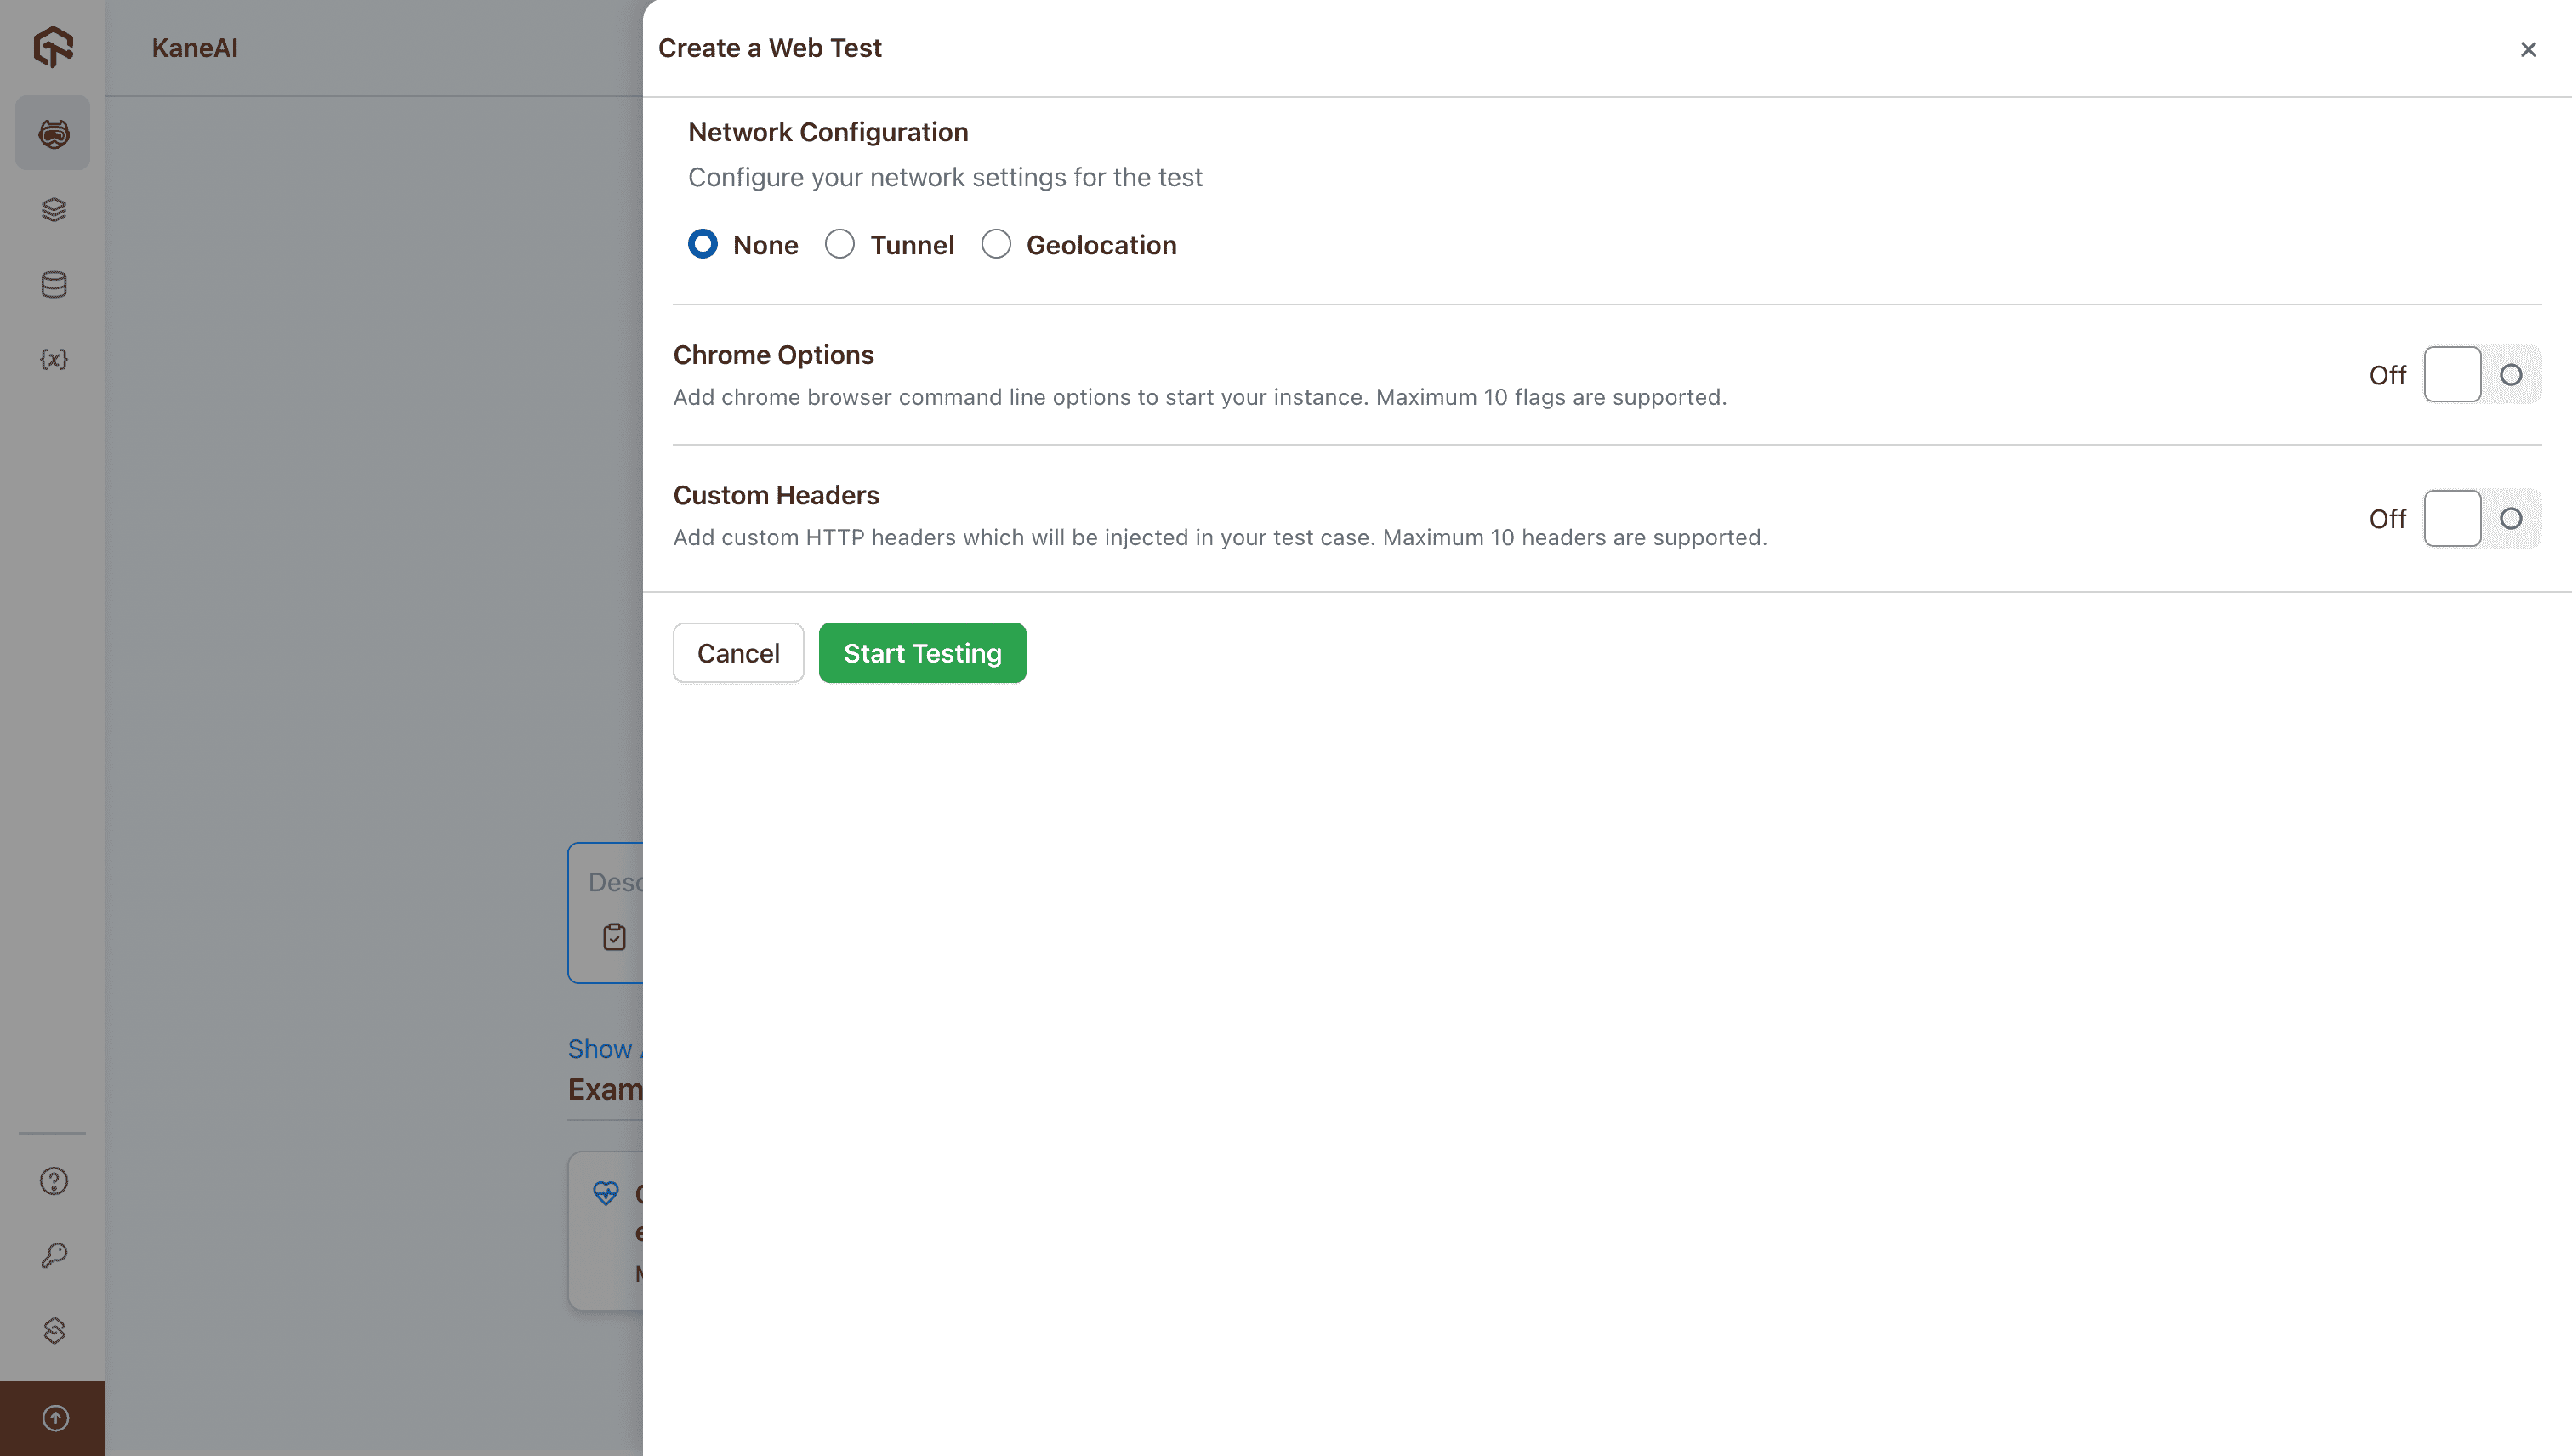 KaneAI
Create a Web Test
Network Configuration
Configure your network settings for the test
None
Tunnel
Geolocation
Chrome Options
Add chrome browser command line options to start your instance. Maximum 10 flags are supported.
Off
Custom Headers
Add custom HTTP headers which will be injected in your test case. Maximum 10 headers are supported.
Off
Cancel
Start Testing
Desc
Show
Exam